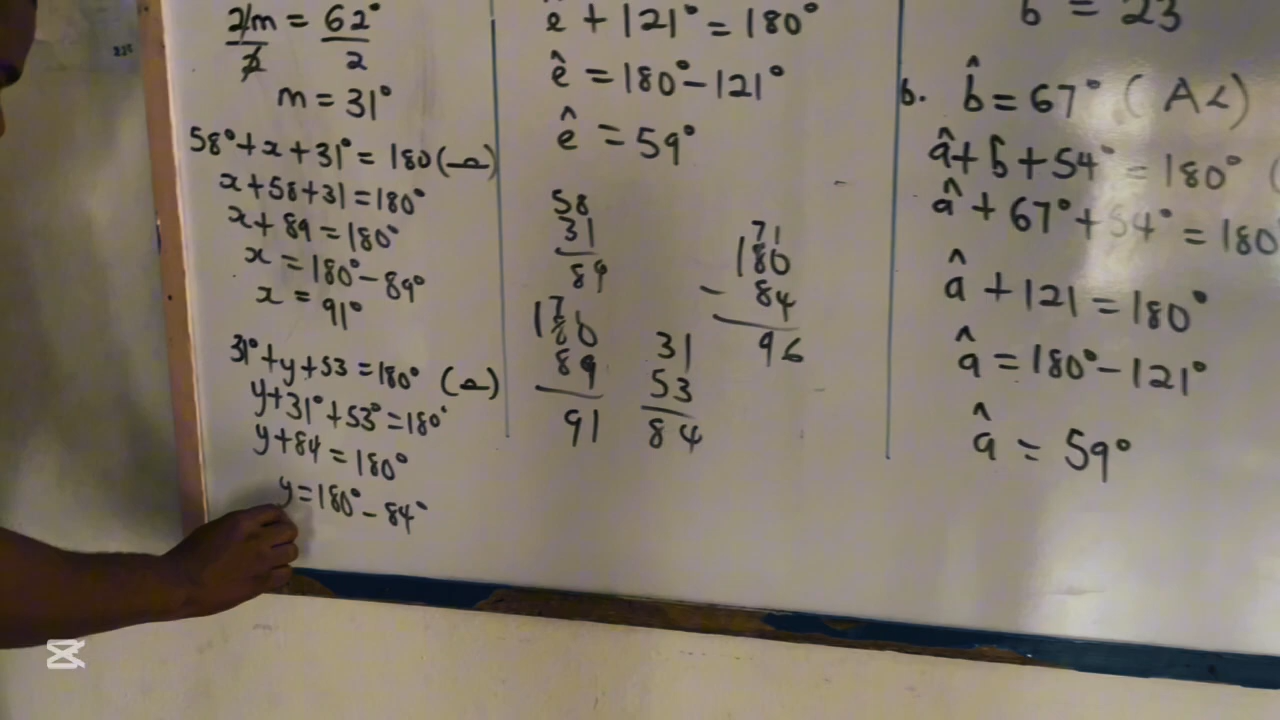 2m = 62°
2 2
m = 31°
58° + x + 31° = 180 (
x + 58 + 31 = 180°
x + 89 = 180°
x = 180° - 89°
x = 91°
31° + y + 53 = 180° (
y + 31° + 53° = 180°
y + 84 = 180°
y = 180° - 84°
ê + 121° = 180°
ê = 180° - 121°
ê = 59°
58
31
89
17
180
89
91
31
53
84
71
180
- 84
96
b = 23
b. b̂ = 67° (A<)
â + b̂ + 54° = 180° (
â + 67° + 54° = 180
â + 121 = 180°
â = 180° - 121°
â = 59°